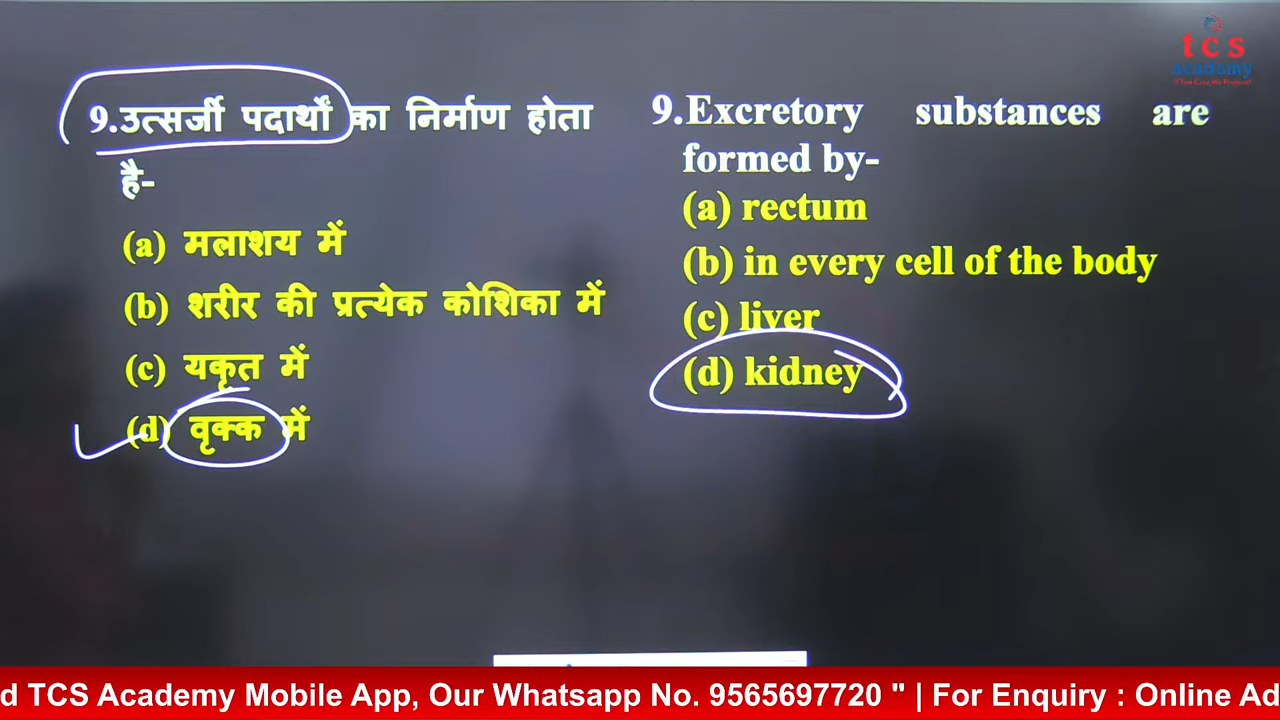 tcs
academy
9.उत्सर्जी पदार्थों का निर्माण होता
है-
(a) मलाशय में
(b) शरीर की प्रत्येक कोशिका में
(c) यकृत में
(d) वृक्क में
9.Excretory substances are
formed by-
(a) rectum
(b) in every cell of the body
(c) liver
(d) kidney
d TCS Academy Mobile App, Our Whatsapp No. 9565697720 " | For Enquiry : Online Ad